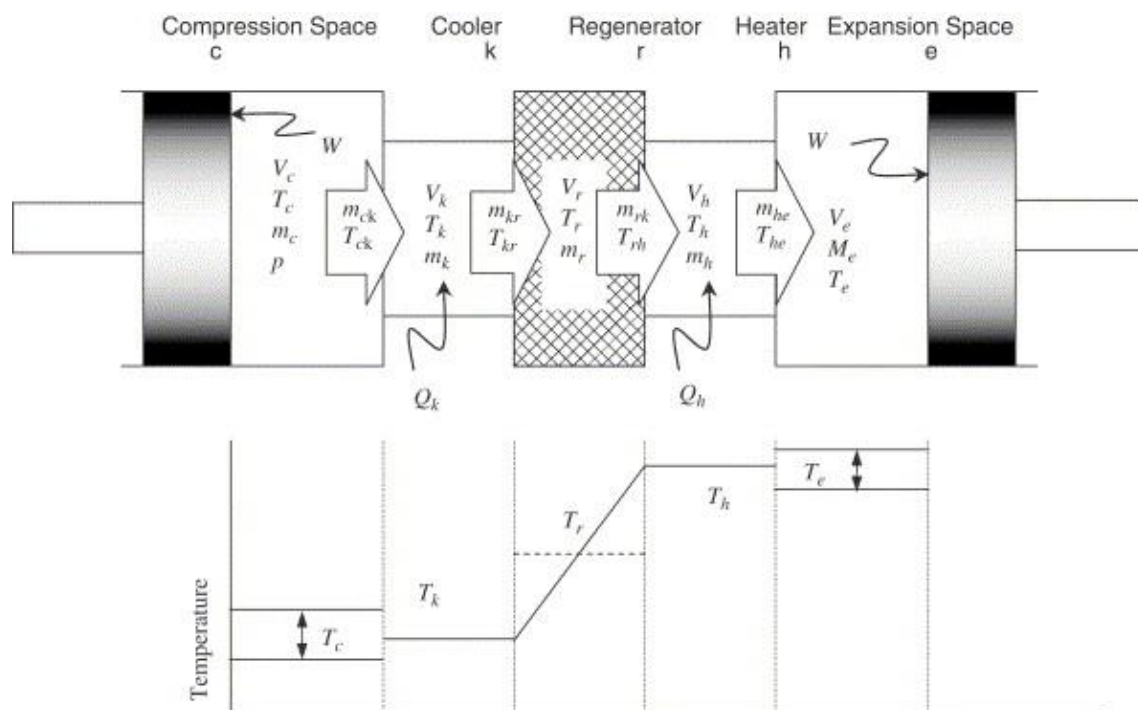 Compression Space Cooler Regenerator Heater Expansion Space
c k r h e
W W
V_c V_k V_r V_h V_e
T_c T_k T_r T_h M_e
m_c m_k m_r m_h T_e
p
m_ck m_kr m_rk m_he
T_ck T_kr T_rh T_he
Q_k Q_h
Temperature
T_c
T_k
T_r
T_h
T_e